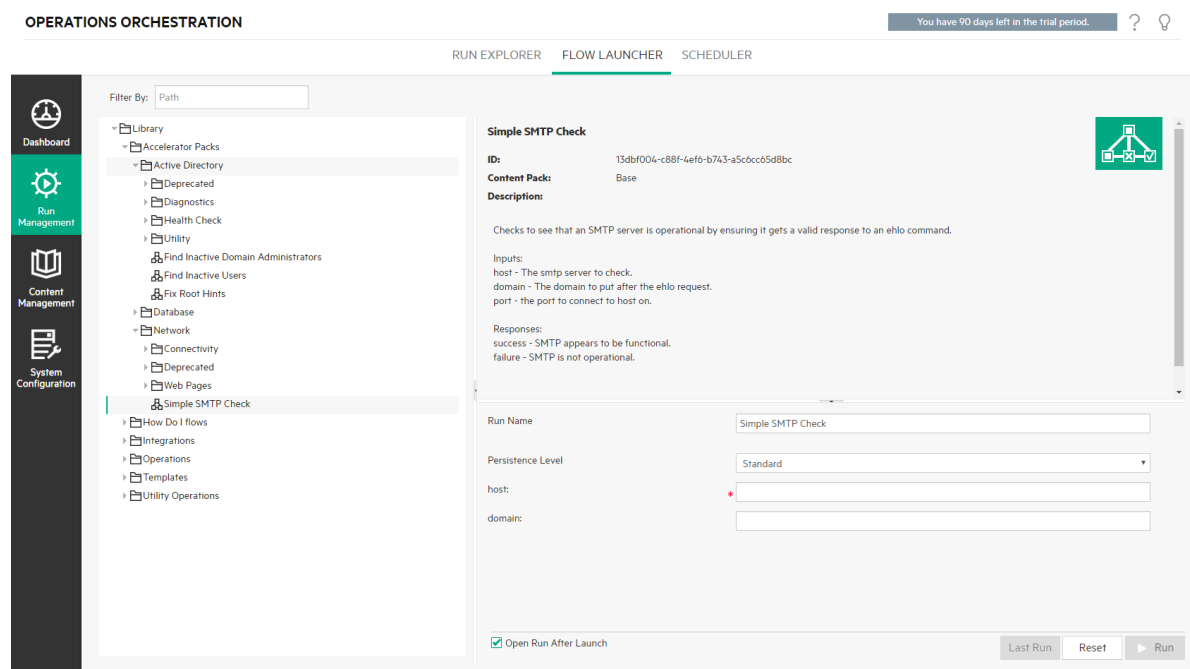 OPERATIONS ORCHESTRATION
You have 90 days left in the trial period.
RUN EXPLORER FLOW LAUNCHER SCHEDULER
Dashboard
Run
Management
Content
Management
System
Configuration
Filter By: Path
Library
Accelerator Packs
Active Directory
Deprecated
Diagnostics
Health Check
Utility
Find Inactive Domain Administrators
Find Inactive Users
Fix Root Hints
Database
Network
Connectivity
Deprecated
Web Pages
Simple SMTP Check
How Do I flows
Integrations
Operations
Templates
Utility Operations
Simple SMTP Check
ID: 13dbf004-c88f-4ef6-b743-a5c6cc65d8bc
Content Pack: Base
Description:
Checks to see that an SMTP server is operational by ensuring it gets a valid response to an ehlo command.
Inputs:
host - The smtp server to check.
domain - The domain to put after the ehlo request.
port - the port to connect to host on.
Responses:
success - SMTP appears to be functional.
failure - SMTP is not operational.
Run Name Simple SMTP Check
Persistence Level Standard
host: *
domain:
Open Run After Launch
Last Run Reset Run